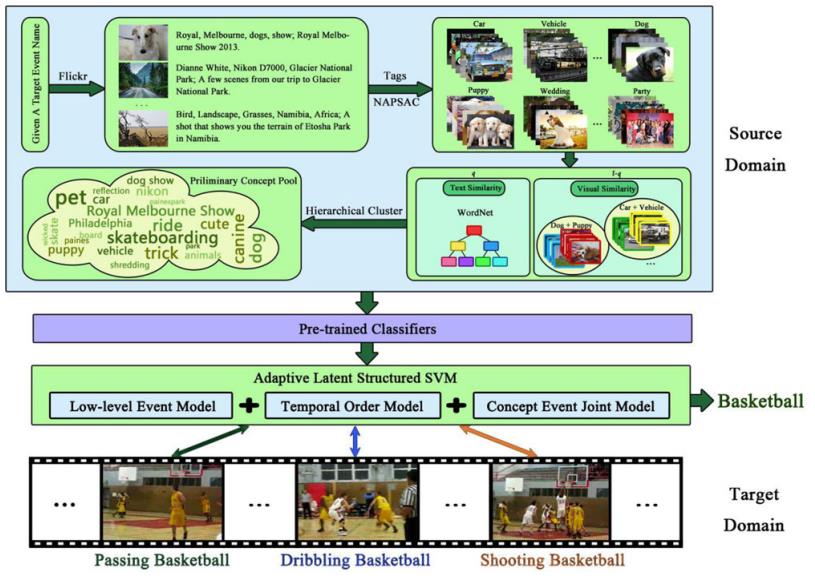 Given A Target Event Name
Flickr
Royal, Melbourne, dogs, show; Royal Melbo-
urne Show 2013.
Dianne White, Nikon D7000, Glacier National
Park; A few scenes from our trip to Glacier
National Park.
...
Bird, Landscape, Grasses, Namibia, Africa; A
shot that shows you the terrain of Etosha Park
in Namibia.
Tags
NAPSAC
Car
Vehicle
Dog
...
Puppy
Wedding
Party
...
Source
Domain
q
1-q
Text Similarity
Visual Similarity
WordNet
Car + Vehicle
Dog + Puppy
...
Hierarchical Cluster
Priliminary Concept Pool
dog show
reflection
nikon
pet
car
painespark
Royal Melbourne Show
Philadelphia
ride
cute
wicked
skate
board
skateboarding
canine
dog
paines
park
puppy
vehicle
trick
animals
shredding
Pre-trained Classifiers
Adaptive Latent Structured SVM
Low-level Event Model + Temporal Order Model + Concept Event Joint Model
Basketball
... ... ... ...
Target
Domain
Passing Basketball
Dribbling Basketball
Shooting Basketball